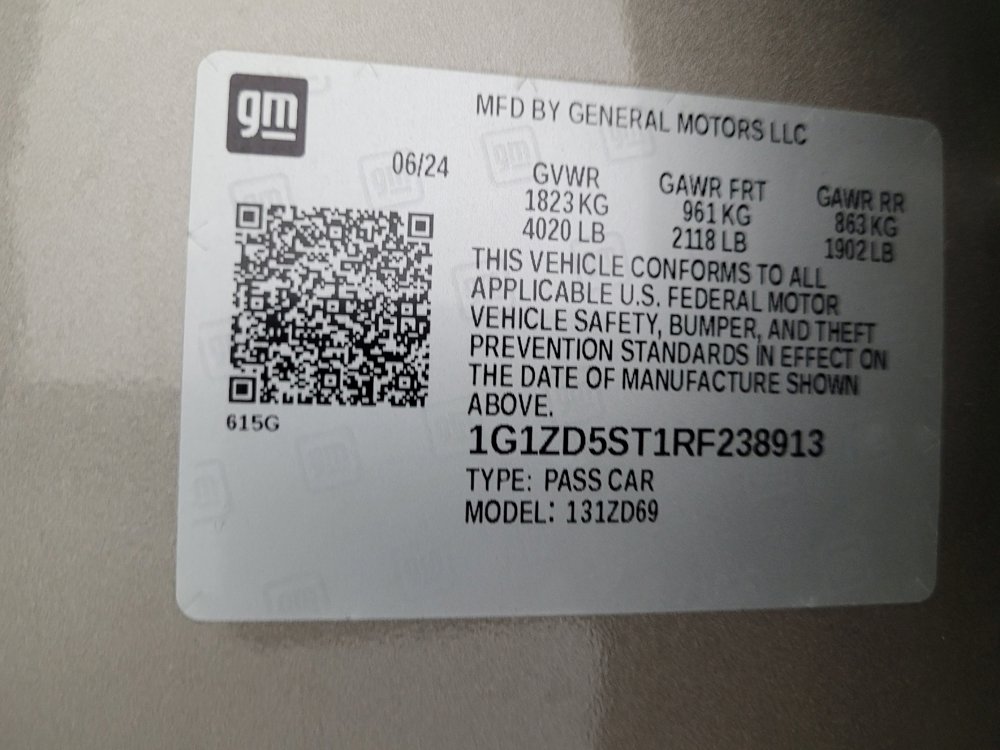 gm
MFD BY GENERAL MOTORS LLC
06/24
GVWR GAWR FRT GAWR RR
1823 KG 961 KG 863 KG
4020 LB 2118 LB 1902 LB
THIS VEHICLE CONFORMS TO ALL
APPLICABLE U.S. FEDERAL MOTOR
VEHICLE SAFETY, BUMPER, AND THEFT
PREVENTION STANDARDS IN EFFECT ON
THE DATE OF MANUFACTURE SHOWN
ABOVE.
615G
1G1ZD5ST1RF238913
TYPE: PASS CAR
MODEL: 131ZD69